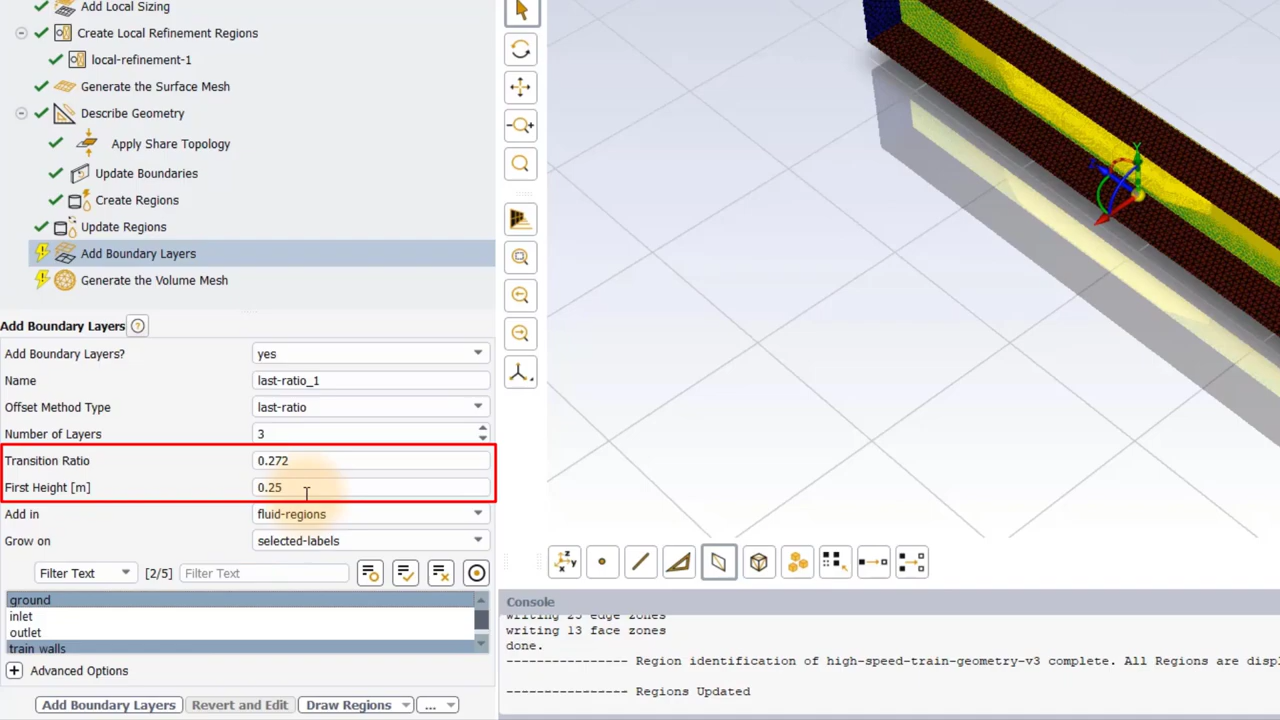 Add Local Sizing
Create Local Refinement Regions
local-refinement-1
Generate the Surface Mesh
Describe Geometry
Apply Share Topology
Update Boundaries
Create Regions
Update Regions
Add Boundary Layers
Generate the Volume Mesh
Add Boundary Layers ?
Add Boundary Layers? yes
Name last-ratio_1
Offset Method Type last-ratio
Number of Layers 3
Transition Ratio 0.272
First Height [m] 0.25
Add in fluid-regions
Grow on selected-labels
Filter Text [2/5] Filter Text
ground
inlet
outlet
train walls
+ Advanced Options
Add Boundary Layers Revert and Edit Draw Regions ...
Y
Z
x y
Console
writing 25 edge zones
writing 13 face zones
done.
---------------- Region identification of high-speed-train-geometry-v3 complete. All Regions are
---------------- Regions Updated